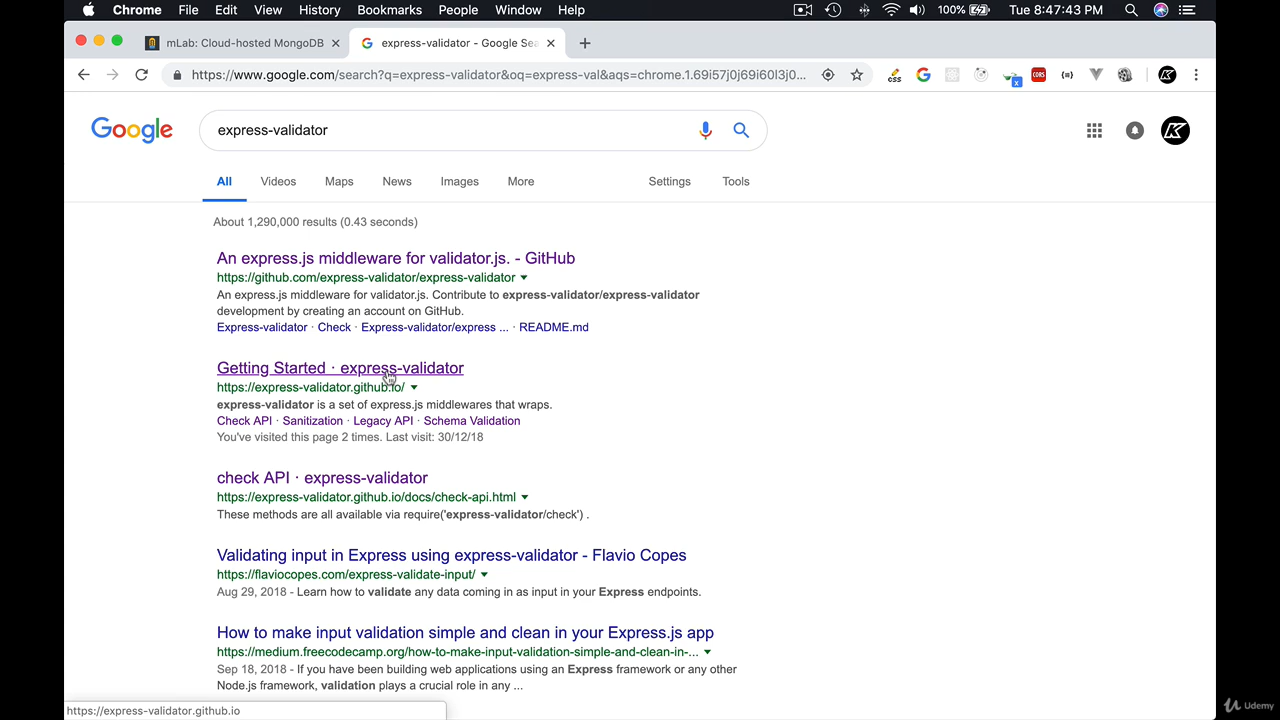 Chrome File Edit View History Bookmarks People Window Help 100% Tue 8:47:43 PM
mLab: Cloud-hosted MongoDB express-validator - Google Sea
https://www.google.com/search?q=express-validator&oq=express-val&aqs=chrome.1.69i57j0j69i60l3j0...
Google express-validator
All Videos Maps News Images More Settings Tools
About 1,290,000 results (0.43 seconds)
An express.js middleware for validator.js. - GitHub
https://github.com/express-validator/express-validator
An express.js middleware for validator.js. Contribute to express-validator/express-validator
development by creating an account on GitHub.
Express-validator · Check · Express-validator/express ... · README.md
Getting Started · express-validator
https://express-validator.github.io/
express-validator is a set of express.js middlewares that wraps.
Check API · Sanitization · Legacy API · Schema Validation
You've visited this page 2 times. Last visit: 30/12/18
check API · express-validator
https://express-validator.github.io/docs/check-api.html
These methods are all available via require('express-validator/check') .
Validating input in Express using express-validator - Flavio Copes
https://flaviocopes.com/express-validate-input/
Aug 29, 2018 - Learn how to validate any data coming in as input in your Express endpoints.
How to make input validation simple and clean in your Express.js app
https://medium.freecodecamp.org/how-to-make-input-validation-simple-and-clean-in-...
Sep 18, 2018 - If you have been building web applications using an Express framework or any other
Node.js framework, validation plays a crucial role in any ...
https://express-validator.github.io
Udemy